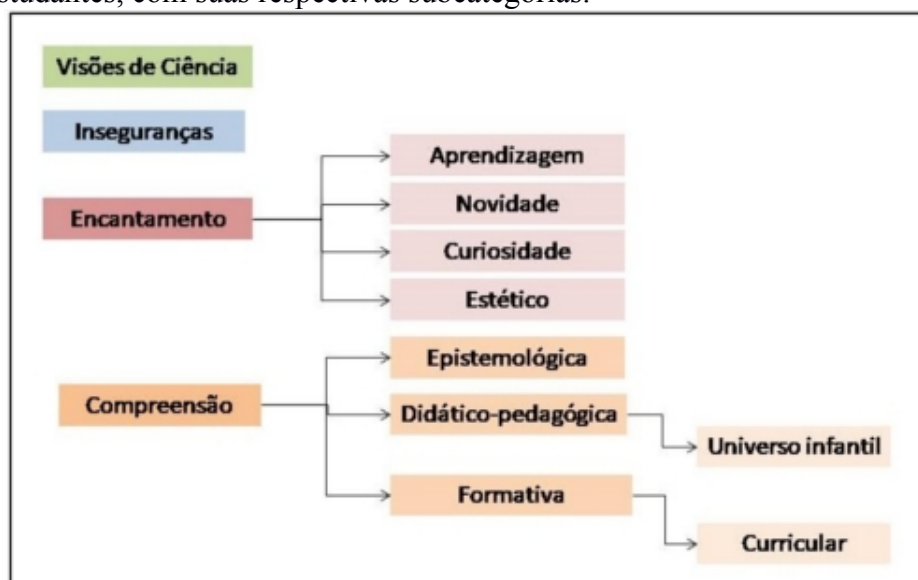 estudantes, com suas respectivas subcategorias.
Visões de Ciência
Inseguranças
Encantamento
Aprendizagem
Novidade
Curiosidade
Estético
Compreensão
Epistemológica
Didático-pedagógica
Universo infantil
Formativa
Curricular